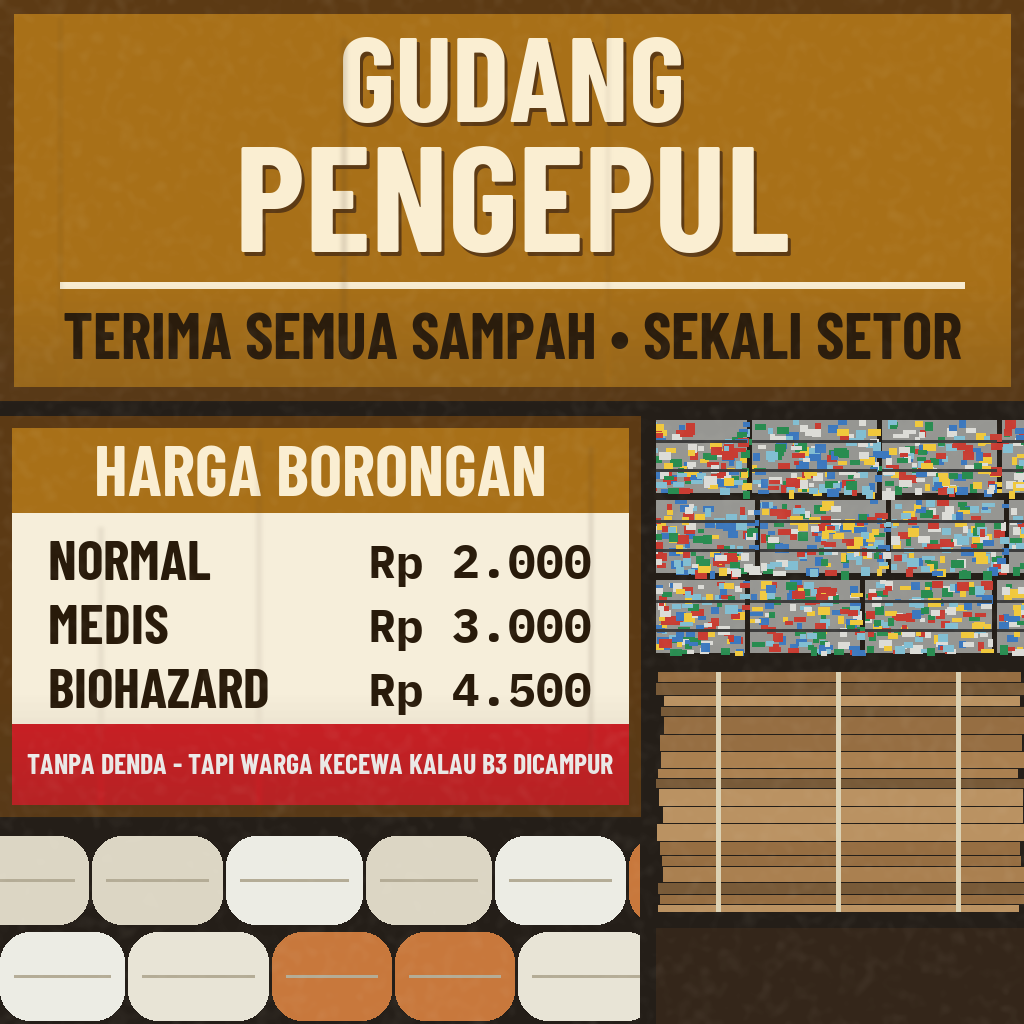 GUDANG
PENGEPUL
TERIMA SEMUA SAMPAH • SEKALI SETOR
HARGA BORONGAN
NORMAL Rp 2.000
MEDIS Rp 3.000
BIOHAZARD Rp 4.500
TANPA DENDA - TAPI WARGA KECEWA KALAU B3 DICAMPUR